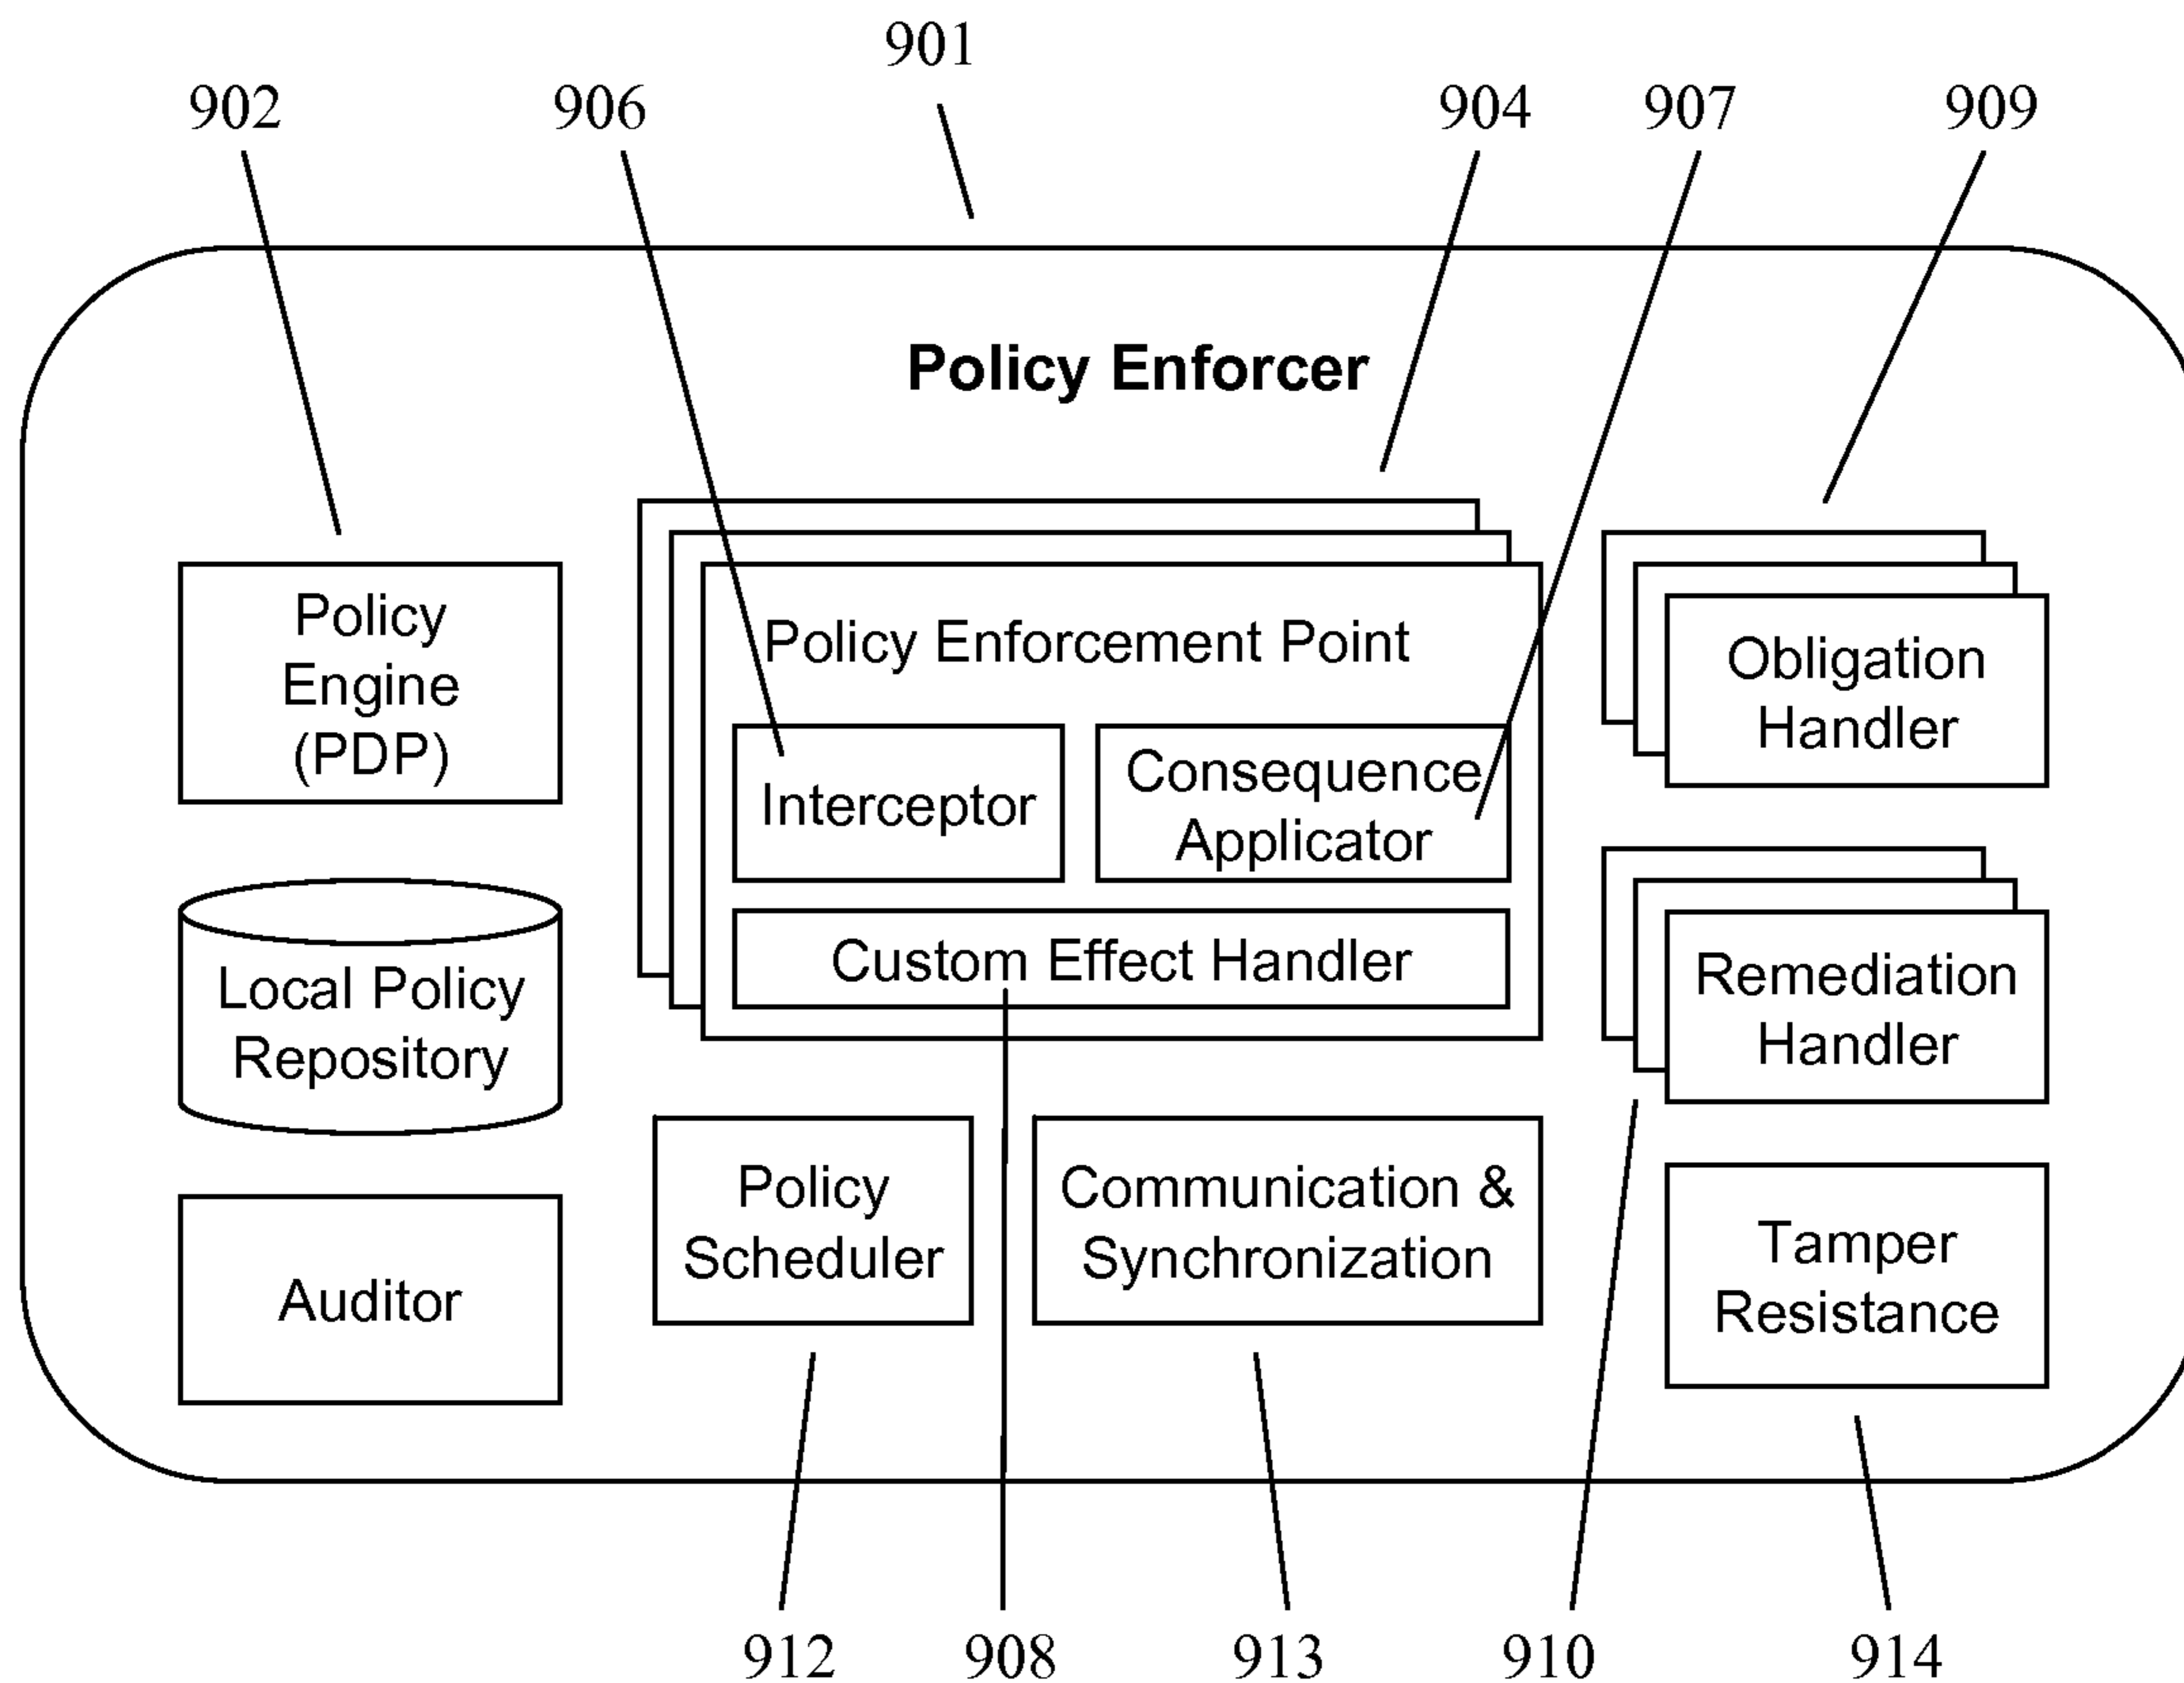 901
902
906
904
907
909
Policy Enforcer
Policy
Engine
(PDP)
Policy Enforcement Point
Interceptor
Consequence
Applicator
Custom Effect Handler
Obligation
Handler
Local Policy
Repository
Remediation
Handler
Auditor
Policy
Scheduler
Communication &
Synchronization
Tamper
Resistance
912
908
913
910
914